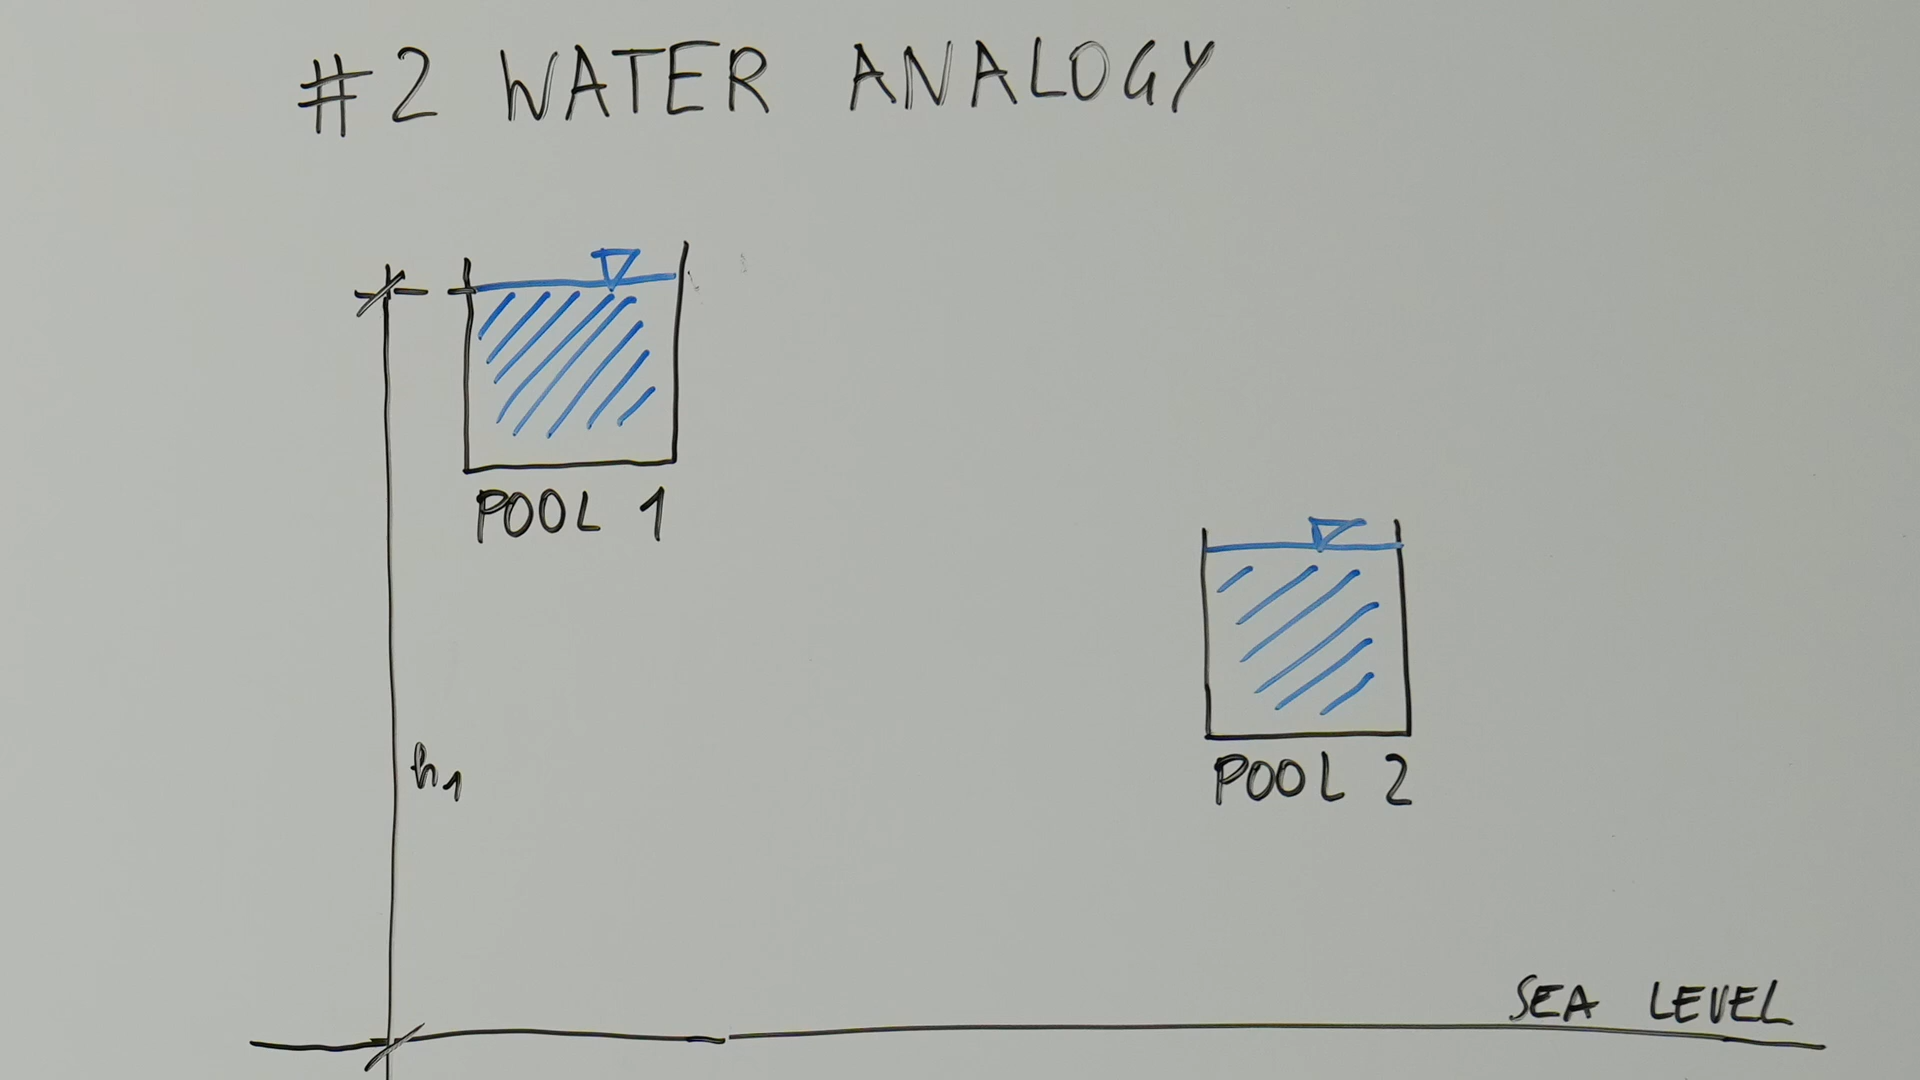 #2 WATER ANALOGY
POOL 1
h1
POOL 2
SEA LEVEL